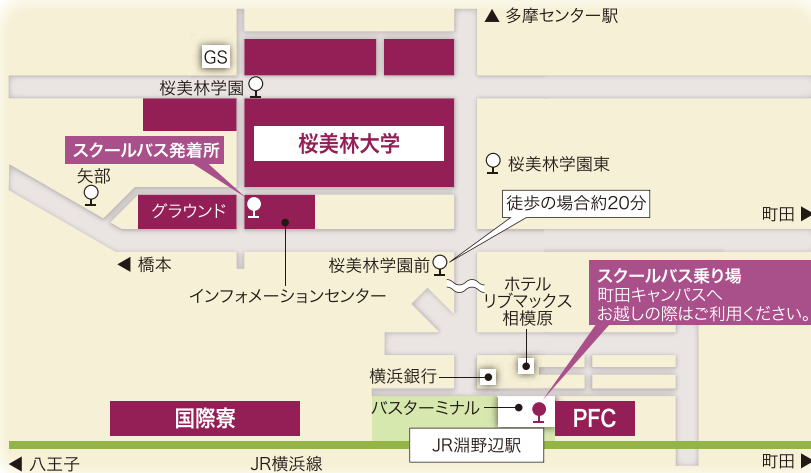 ▲ 多摩センター駅
GS
桜美林学園
桜美林大学
スクールバス発着所
矢部
桜美林学園東
グラウンド
徒歩の場合約20分
町田 ▶
◀ 橋本
桜美林学園前
インフォメーションセンター
ホテル
リブマックス
相模原
スクールバス乗り場
町田キャンパスへ
お越しの際はご利用ください。
横浜銀行
バスターミナル
国際寮
PFC
JR淵野辺駅
◀ 八王子
JR横浜線
町田 ▶